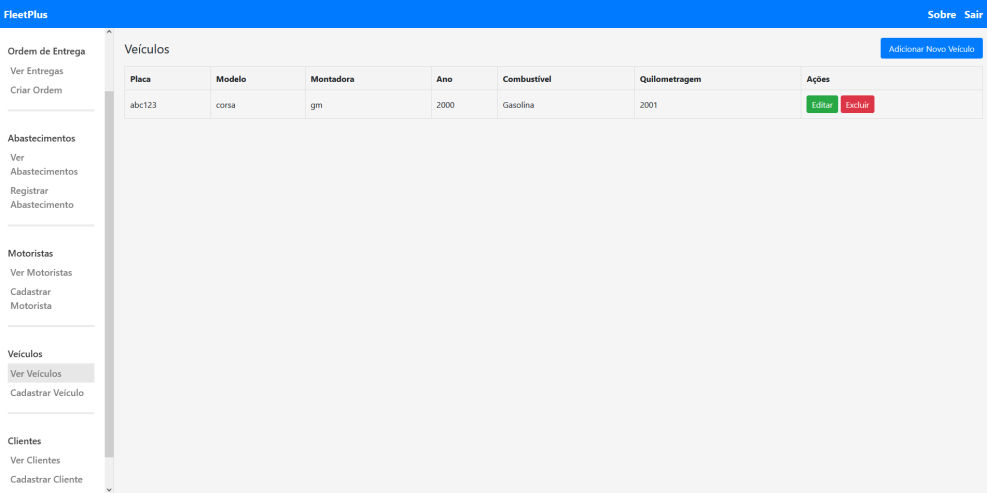 FleetPlus
Sobre Sair
Ordem de Entrega
Ver Entregas
Criar Ordem
Abastecimentos
Ver
Abastecimentos
Registrar
Abastecimento
Motoristas
Ver Motoristas
Cadastrar
Motorista
Veículos
Ver Veículos
Cadastrar Veículo
Clientes
Ver Clientes
Cadastrar Cliente
Veículos
Adicionar Novo Veículo
Placa Modelo Montadora Ano Combustível Quilometragem Ações
abc123 corsa gm 2000 Gasolina 2001 Editar Excluir